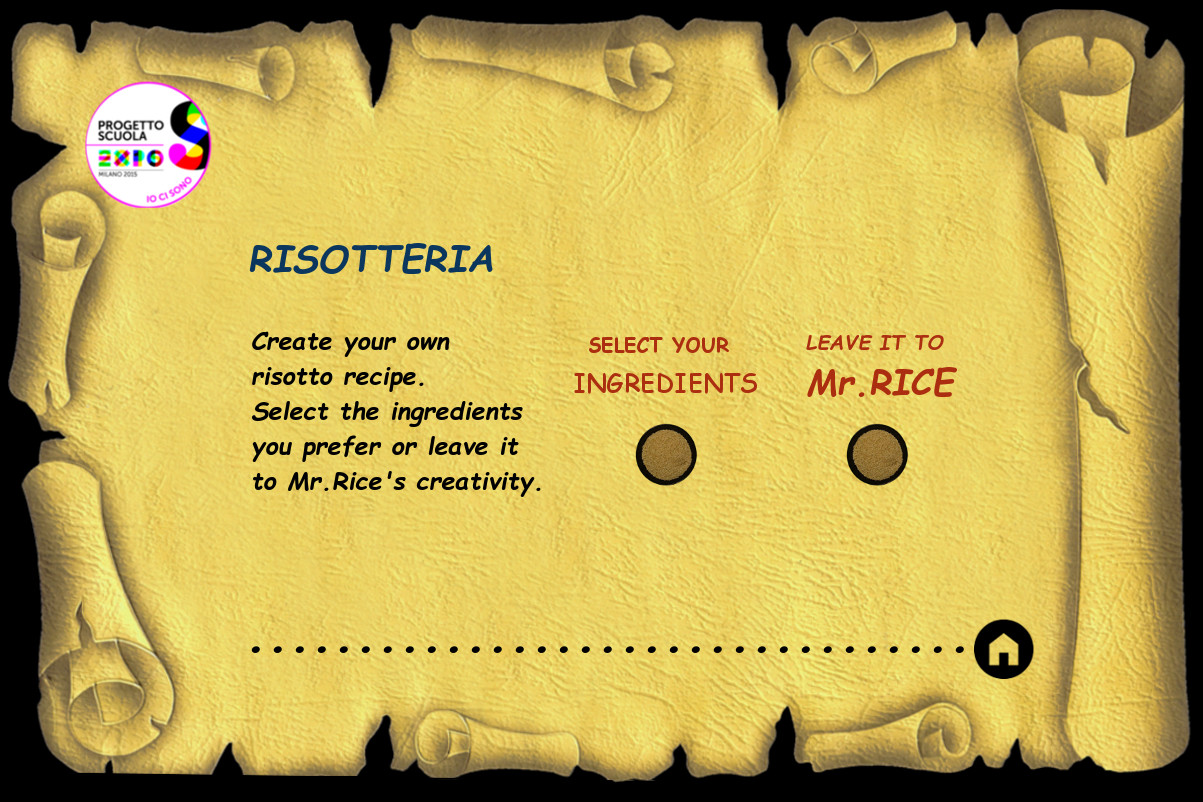 PROGETTO
SCUOLA
EXPO
MILANO 2015
IO CI SONO
RISOTTERIA
Create your own
risotto recipe.
Select the ingredients
you prefer or leave it
to Mr.Rice's creativity.
SELECT YOUR
INGREDIENTS
LEAVE IT TO
Mr.RICE